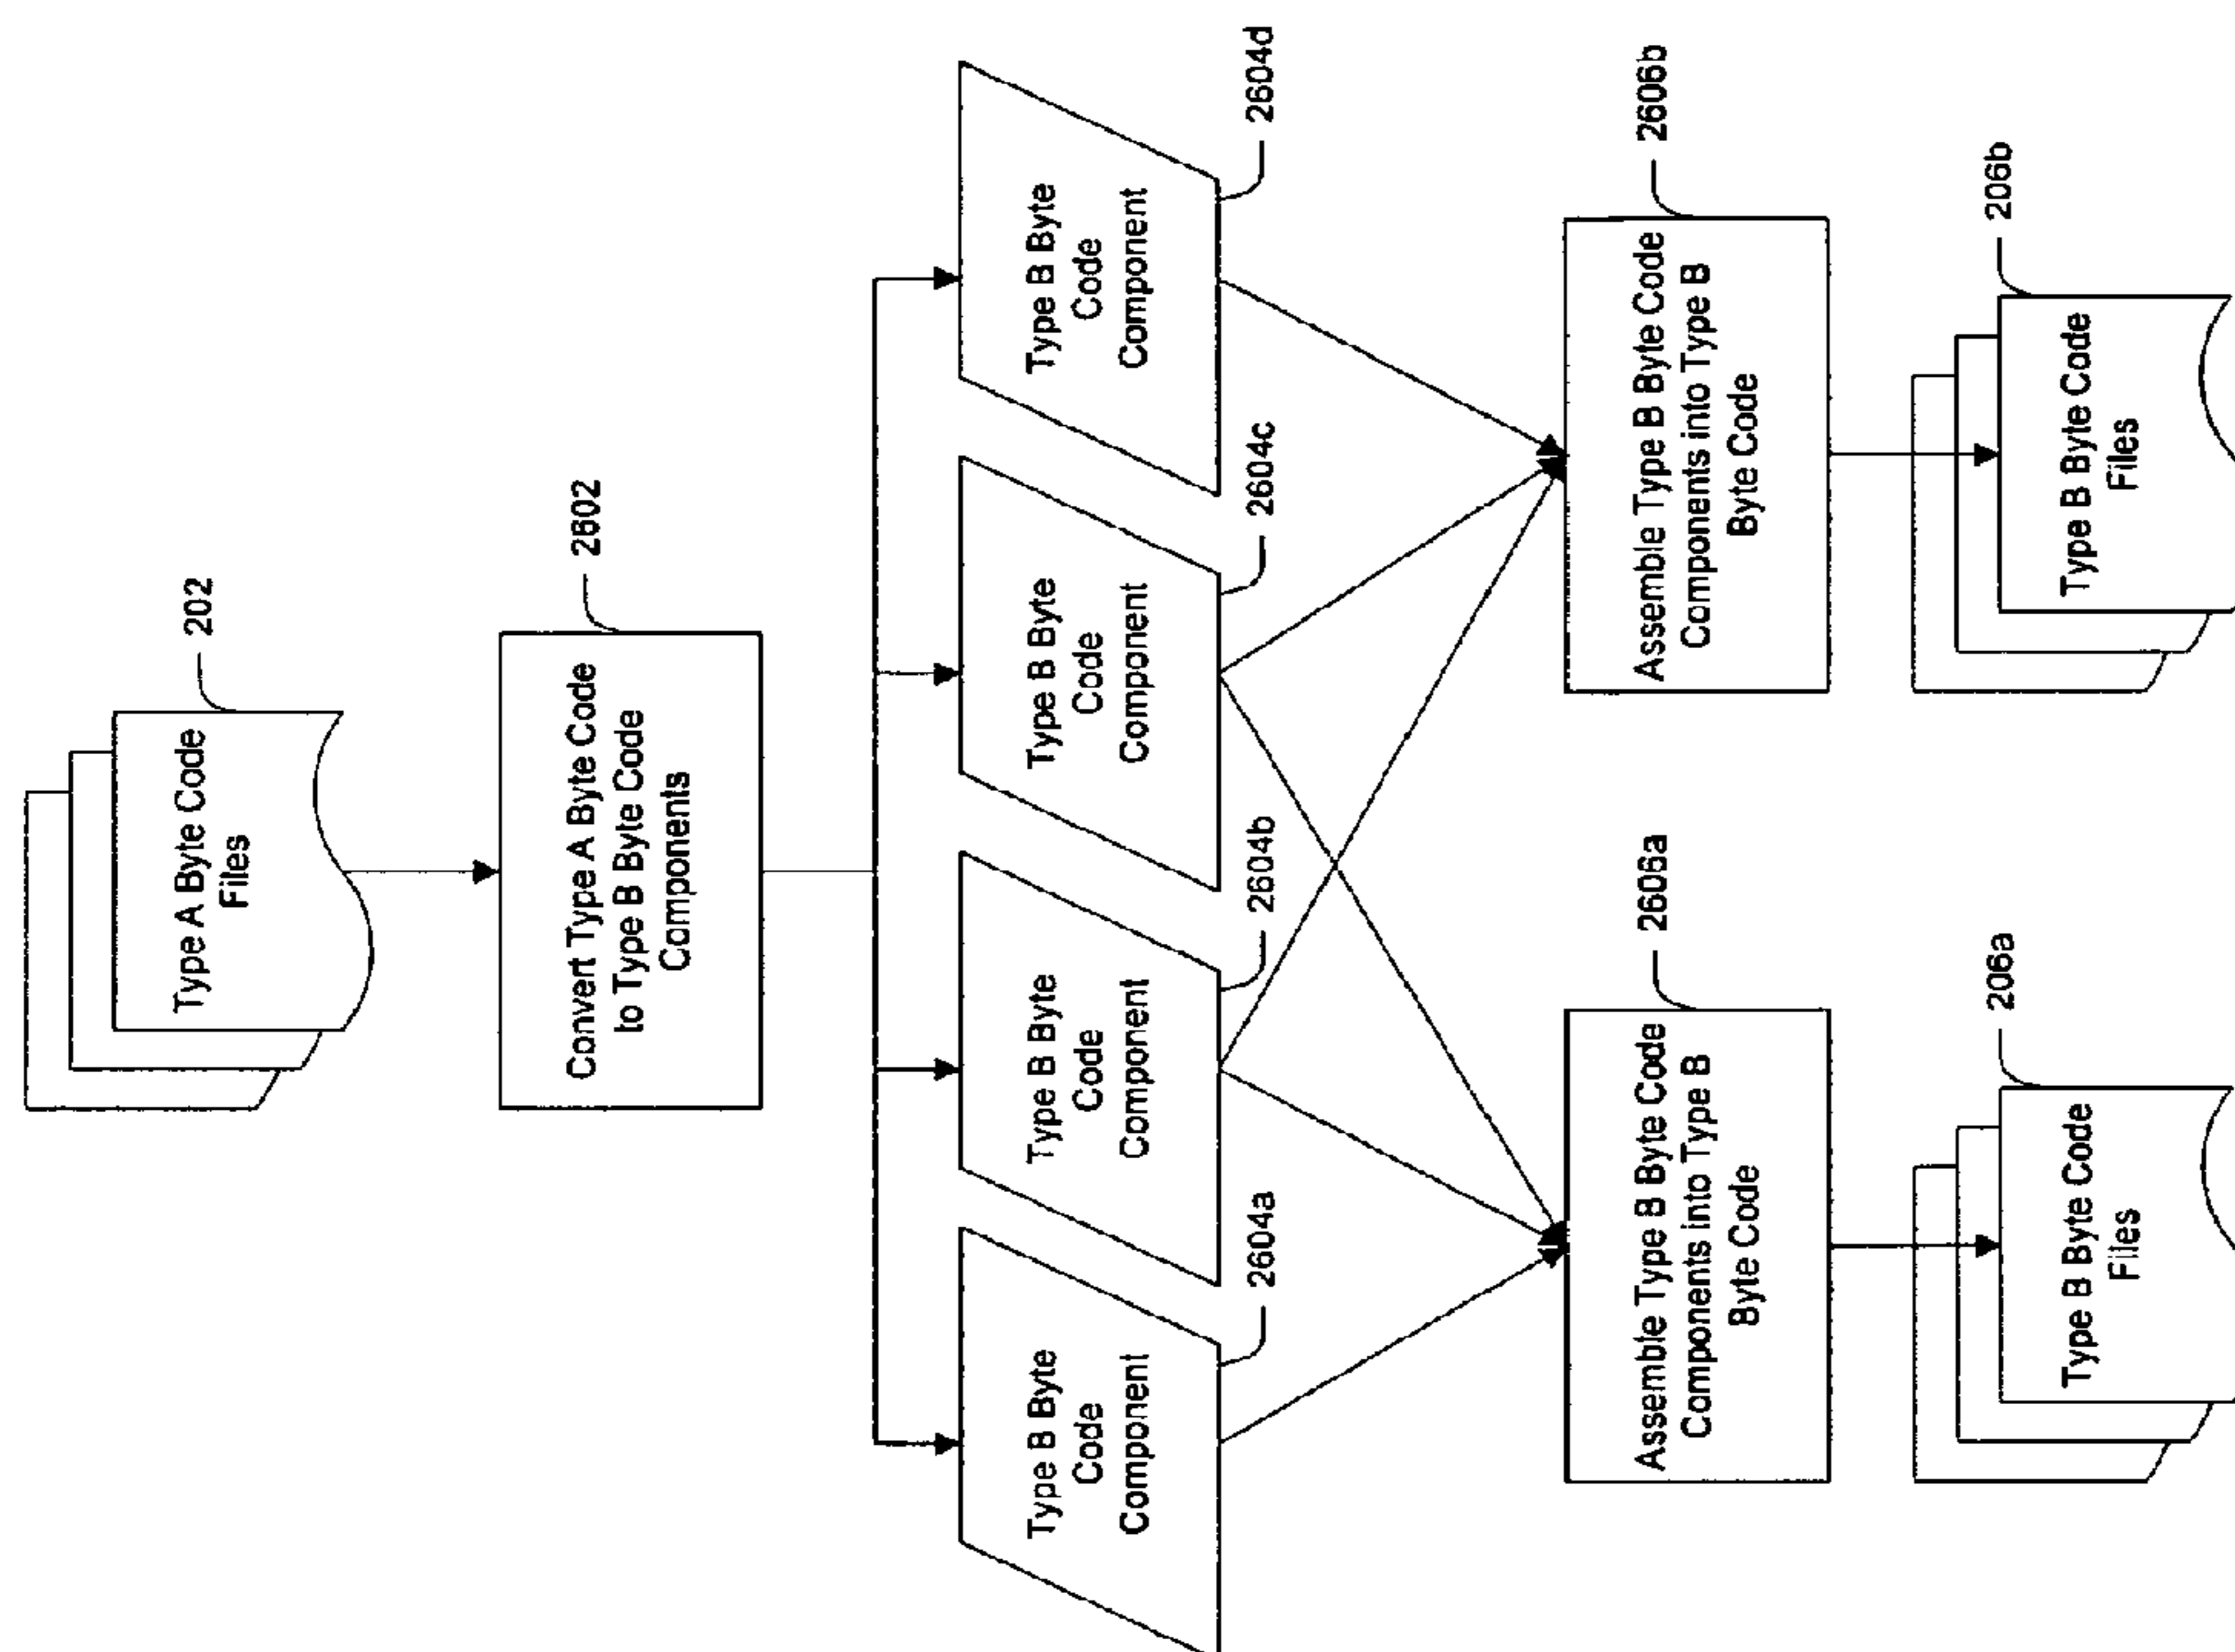 202
Type A Byte Code
Files
2602
Convert Type A Byte Code
to Type B Byte Code
Components
Type B Byte
Code
Component
2604a
Type B Byte
Code
Component
2604b
Type B Byte
Code
Component
2604c
Type B Byte
Code
Component
2604d
2606a
Assemble Type B Byte Code
Components into Type B
Byte Code
2606b
Assemble Type B Byte Code
Components into Type B
Byte Code
206a
Type B Byte Code
Files
206b
Type B Byte Code
Files